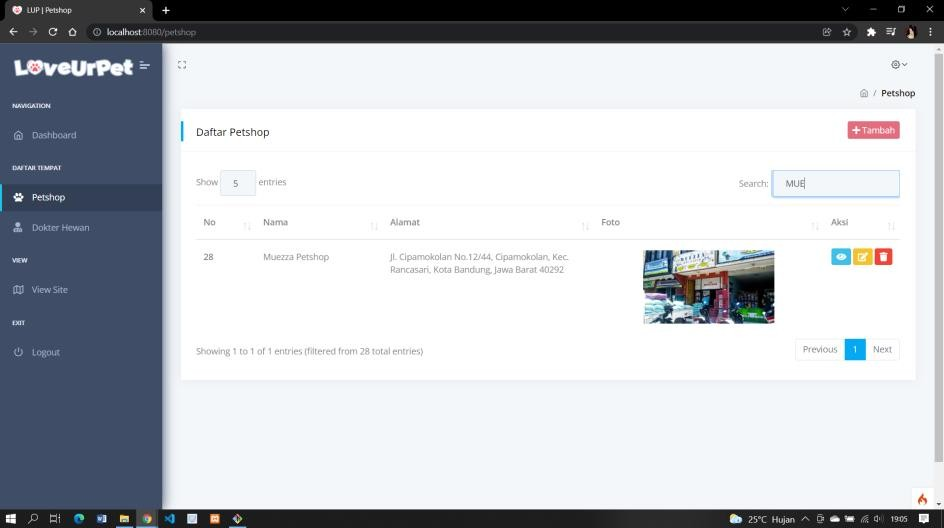 LUP | Petshop
localhost:8080/petshop
LoveUrPet
NAVIGATION
Dashboard
DAFTAR TEMPAT
Petshop
Dokter Hewan
VIEW
View Site
EXIT
Logout
/ Petshop
Daftar Petshop
+ Tambah
Show 5 entries
Search: MUE
No Nama Alamat Foto Aksi
28 Muezza Petshop Jl. Cipamokolan No.12/44, Cipamokolan, Kec.
Rancasari, Kota Bandung, Jawa Barat 40292
Showing 1 to 1 of 1 entries (filtered from 28 total entries)
Previous 1 Next
25°C Hujan 19:05